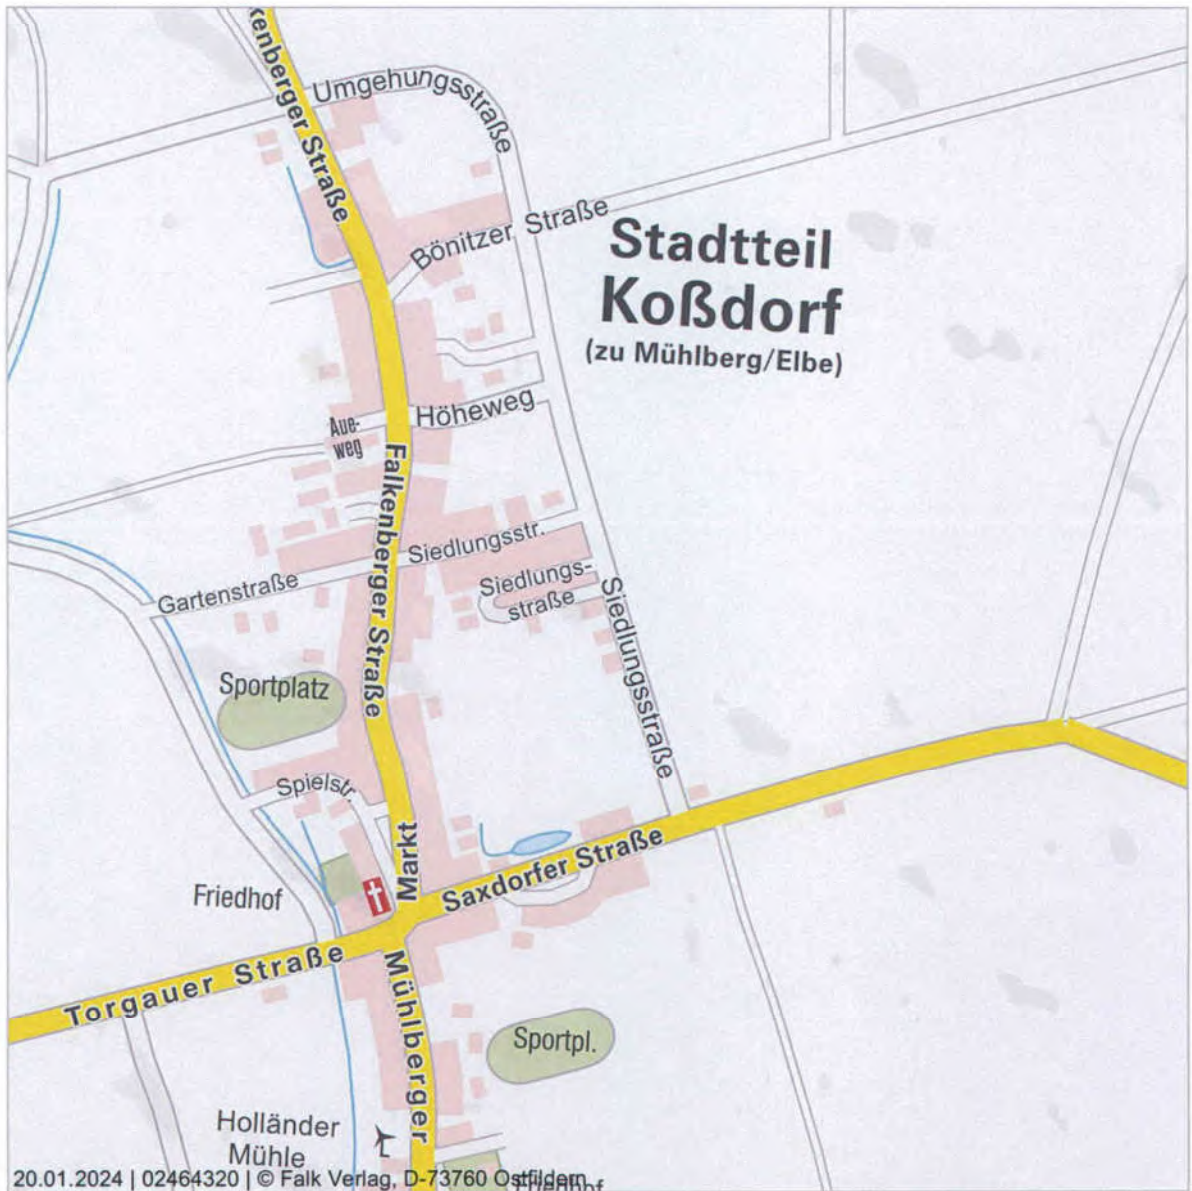 kenberger Straße
Umgehungsstraße
Bönitzer Straße
Stadtteil
Koßdorf
(zu Mühlberg/Elbe)
Höheweg
Aue-
weg
Falkenberger Straße
Siedlungsstr.
Gartenstraße
Siedlungs-
straße
Siedlungsstraße
Sportplatz
Spielstr.
Markt
Saxdorfer Straße
Friedhof
Torgauer Straße
Mühlberger
Sportpl.
Holländer
Mühle
20.01.2024 | 02464320 | © Falk Verlag, D-73760 Ostfildern
Friedhof